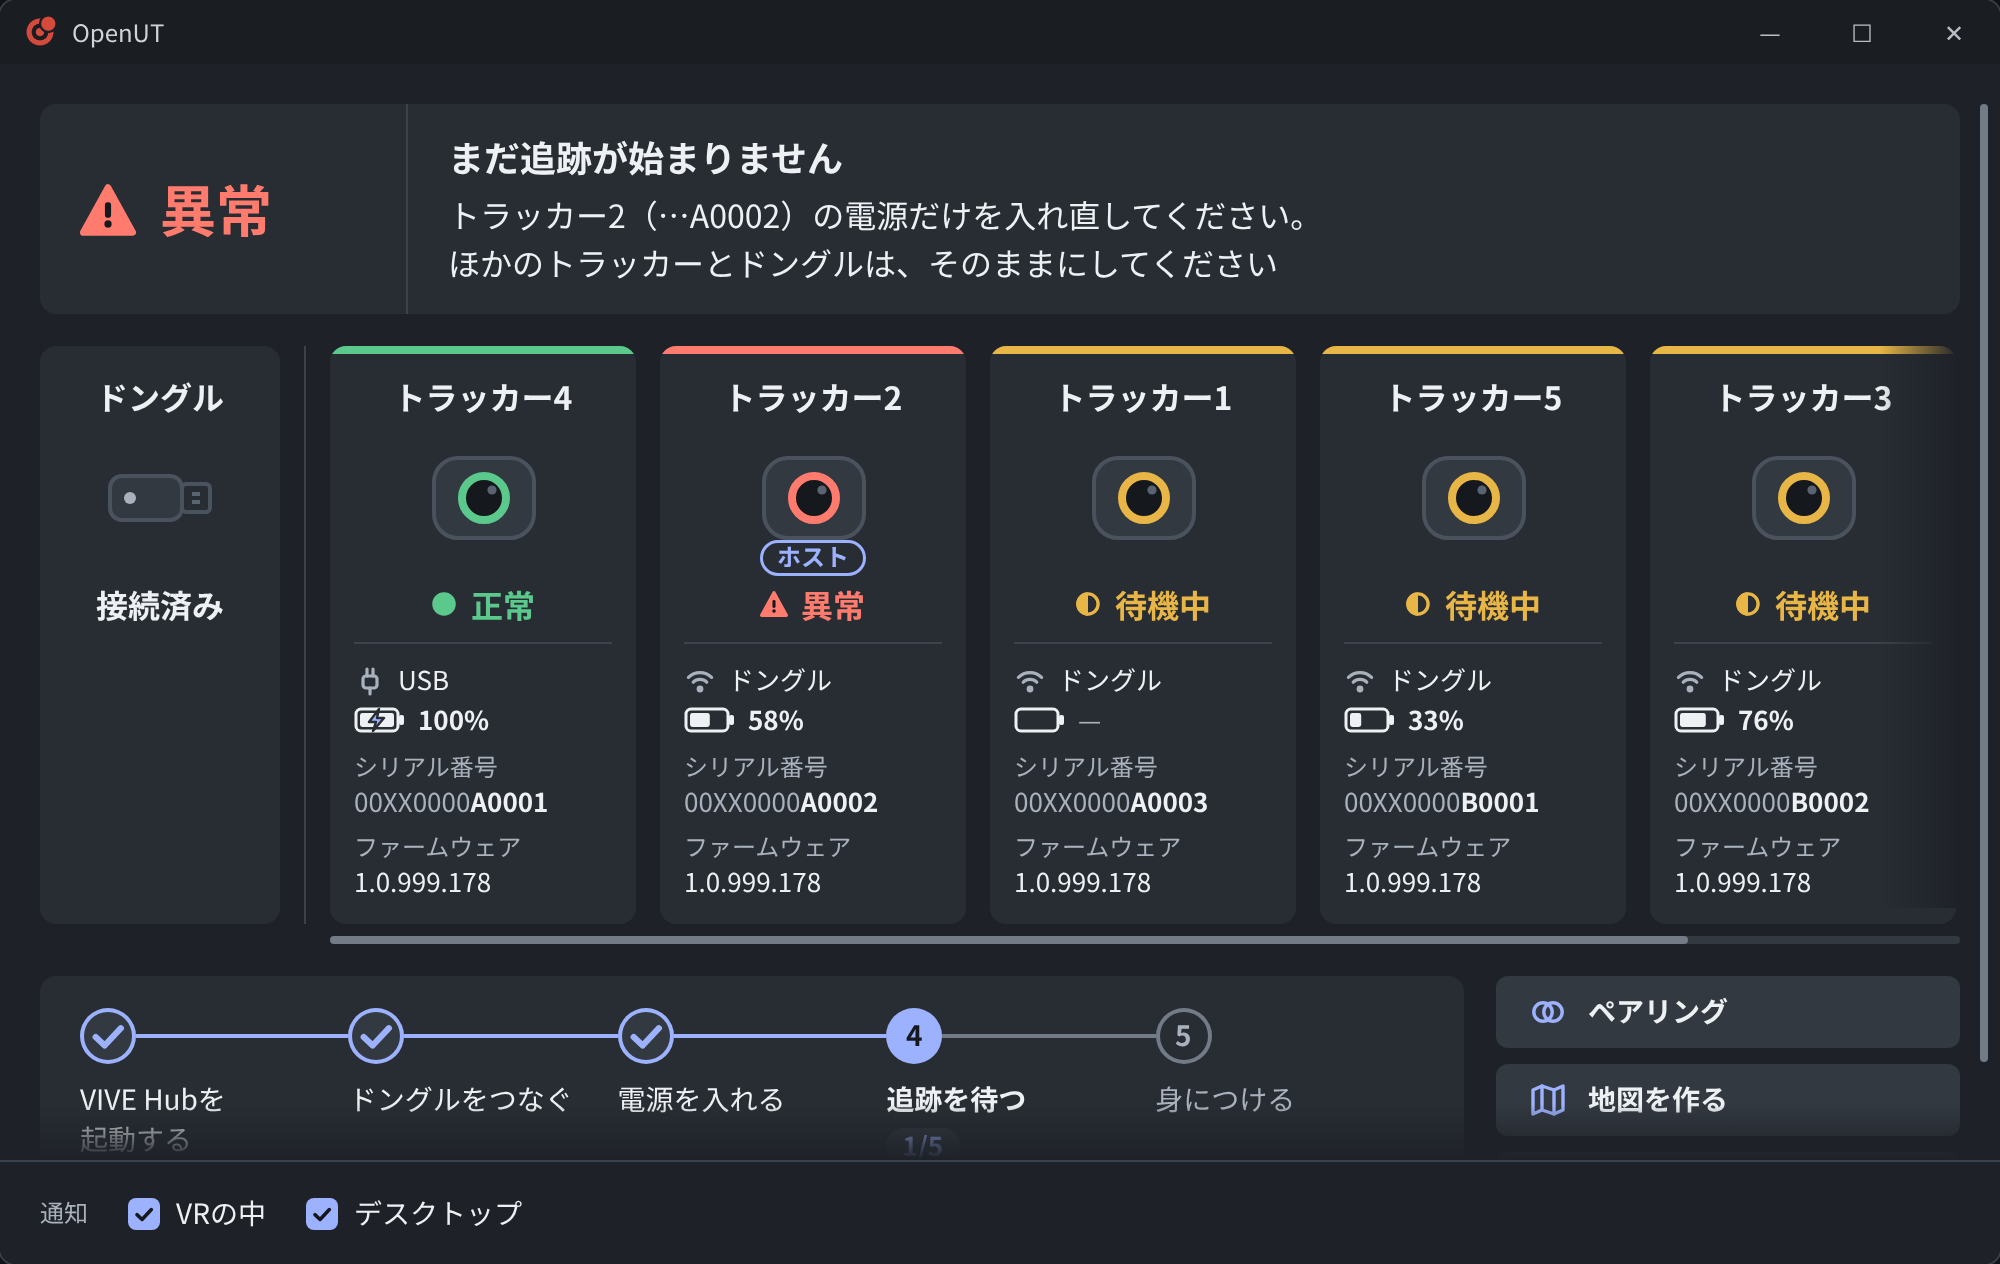 OpenUT
異常
まだ追跡が始まりません
トラッカー2（…A0002）の電源だけを入れ直してください。
ほかのトラッカーとドングルは、そのままにしてください
ドングル
接続済み
トラッカー4
正常
USB
100%
シリアル番号
00XX0000A0001
ファームウェア
1.0.999.178
トラッカー2
ホスト
異常
ドングル
58%
シリアル番号
00XX0000A0002
ファームウェア
1.0.999.178
トラッカー1
待機中
ドングル
—
シリアル番号
00XX0000A0003
ファームウェア
1.0.999.178
トラッカー5
待機中
ドングル
33%
シリアル番号
00XX0000B0001
ファームウェア
1.0.999.178
トラッカー3
待機中
ドングル
76%
シリアル番号
00XX0000B0002
ファームウェア
1.0.999.178
VIVE Hubを
起動する
ドングルをつなぐ
電源を入れる
4
追跡を待つ
1/5
5
身につける
ペアリング
地図を作る
通知
VRの中
デスクトップ